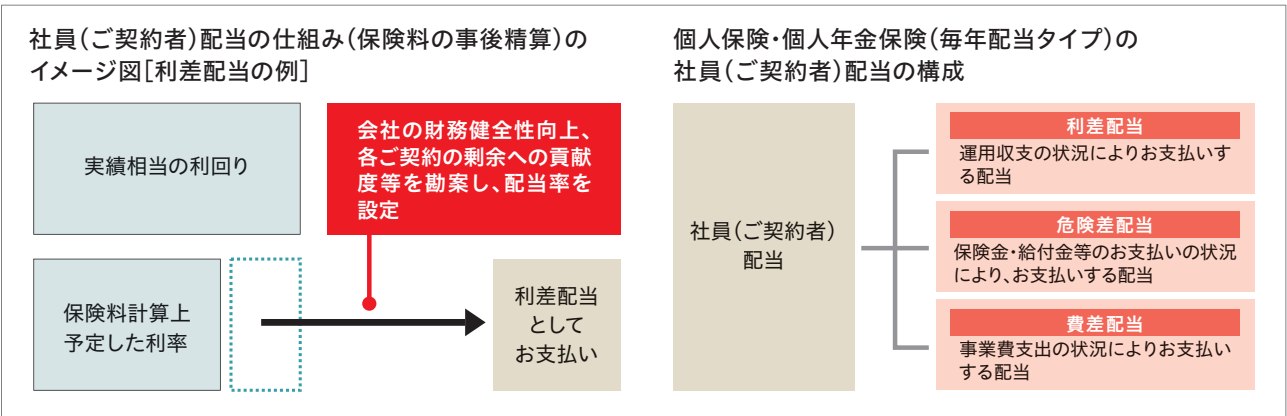 社員(ご契約者)配当の仕組み(保険料の事後精算)の
イメージ図[利差配当の例]
実績相当の利回り
会社の財務健全性向上、
各ご契約の剰余への貢献
度等を勘案し、配当率を
設定
保険料計算上
予定した利率
利差配当
として
お支払い
個人保険・個人年金保険(毎年配当タイプ)の
社員(ご契約者)配当の構成
社員(ご契約者)
配当
利差配当
運用収支の状況によりお支払いす
る配当
危険差配当
保険金・給付金等のお支払いの状況
により、お支払いする配当
費差配当
事業費支出の状況によりお支払い
する配当